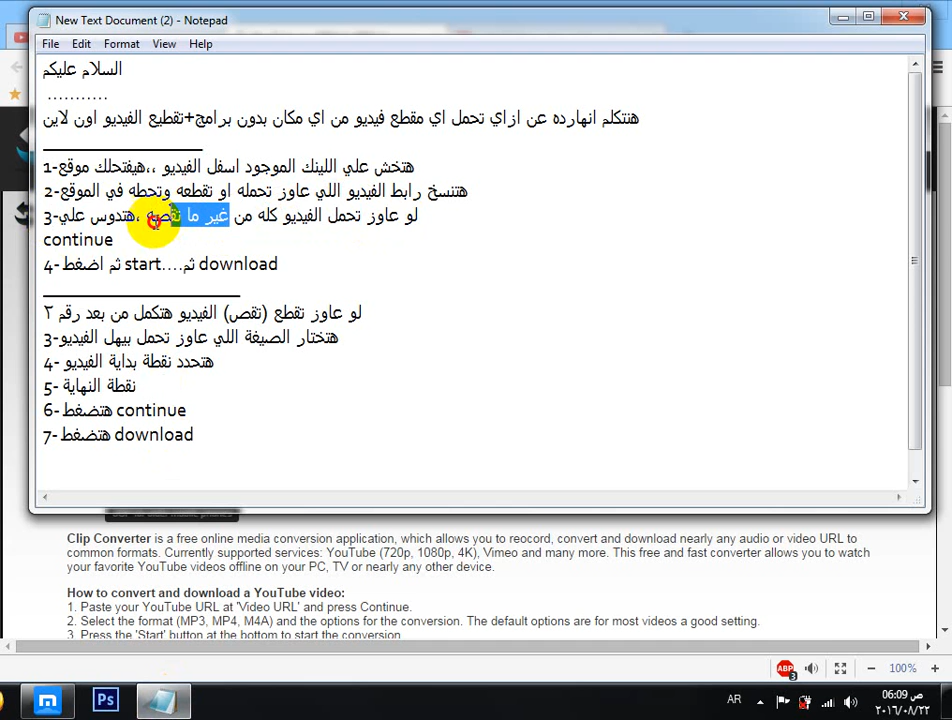 New Text Document (2) - Notepad
File Edit Format View Help
السلام عليكم
...........
هنتكلم انهارده عن ازاي تحمل اي مقطع فيديو من اي مكان بدون برامج+تقطيع الفيديو اون لاين
____________________
1-هتخش علي اللينك الموجود اسفل الفيديو ،،هيفتحلك موقع
2-هتنسخ رابط الفيديو اللي عاوز تحمله او تقطعه وتحطه في الموقع
3-لو عاوز تحمل الفيديو كله من غير ما تقصه ،هتدوس علي
continue
4- ثم اضغط start....ثم download
_________________________
لو عاوز تقطع (تقص) الفيديو هتكمل من بعد رقم ٢
3-هتختار الصيغة اللي عاوز تحمل بيهل الفيديو
4- هتحدد نقطة بداية الفيديو
5- نقطة النهاية
6-هتضغط continue
7-هتضغط download
Clip Converter is a free online media conversion application, which allows you to reocord, convert and download nearly any audio or video URL to
common formats. Currently supported services: YouTube (720p, 1080p, 4K), Vimeo and many more. This free and fast converter allows you to watch
your favorite YouTube videos offline on your PC, TV or nearly any other device.
How to convert and download a YouTube video:
1. Paste your YouTube URL at 'Video URL' and press Continue.
2. Select the format (MP3, MP4, M4A) and the options for the conversion. The default options are for most videos a good setting.
3. Press the 'Start' button at the bottom to start the conversion.
ABP 3 100%
Ps AR 06:09 ص
٢٠١٦/٠٨/٢٢